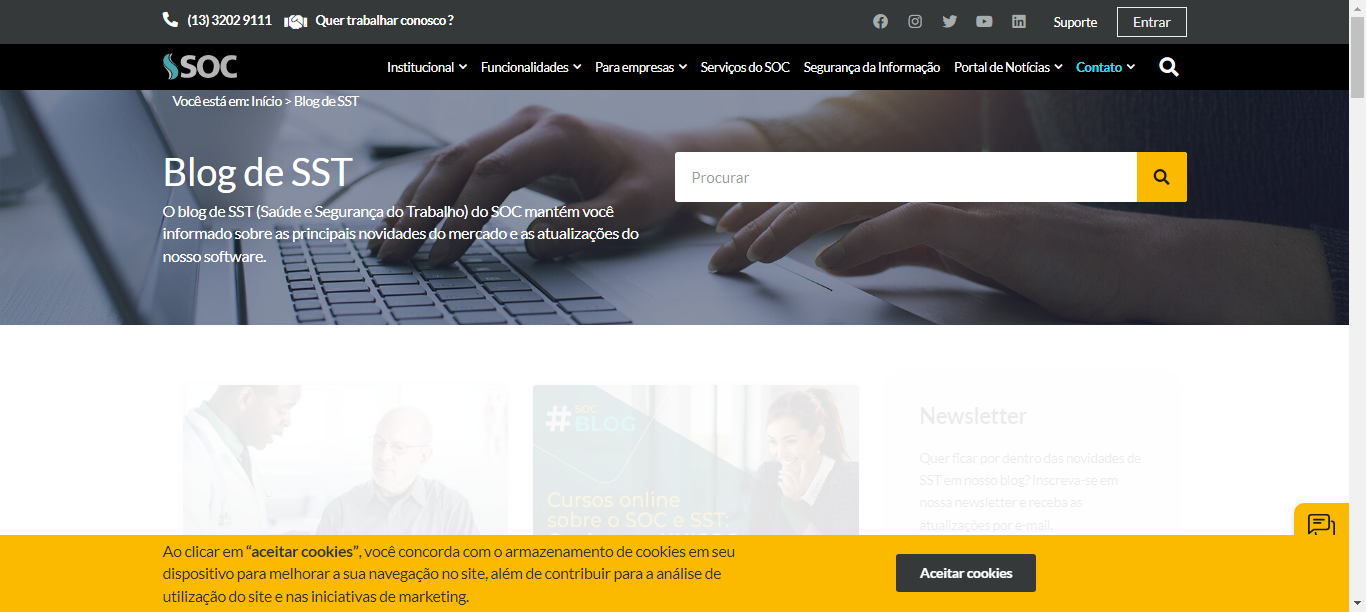 (13) 3202 9111 Quer trabalhar conosco ? Suporte Entrar
SOC Institucional Funcionalidades Para empresas Serviços do SOC Segurança da Informação Portal de Notícias Contato
Você está em: Início > Blog de SST
Blog de SST
Procurar
O blog de SST (Saúde e Segurança do Trabalho) do SOC mantém você
informado sobre as principais novidades do mercado e as atualizações do
nosso software.
#SOC
BLOG
Cursos online
sobre o SOC e SST:
Newsletter
Quer ficar por dentro das novidades de
SST em nosso blog? Inscreva-se em
nossa newsletter e receba as
atualizações por e-mail.
Ao clicar em “aceitar cookies”, você concorda com o armazenamento de cookies em seu
dispositivo para melhorar a sua navegação no site, além de contribuir para a análise de
utilização do site e nas iniciativas de marketing.
Aceitar cookies